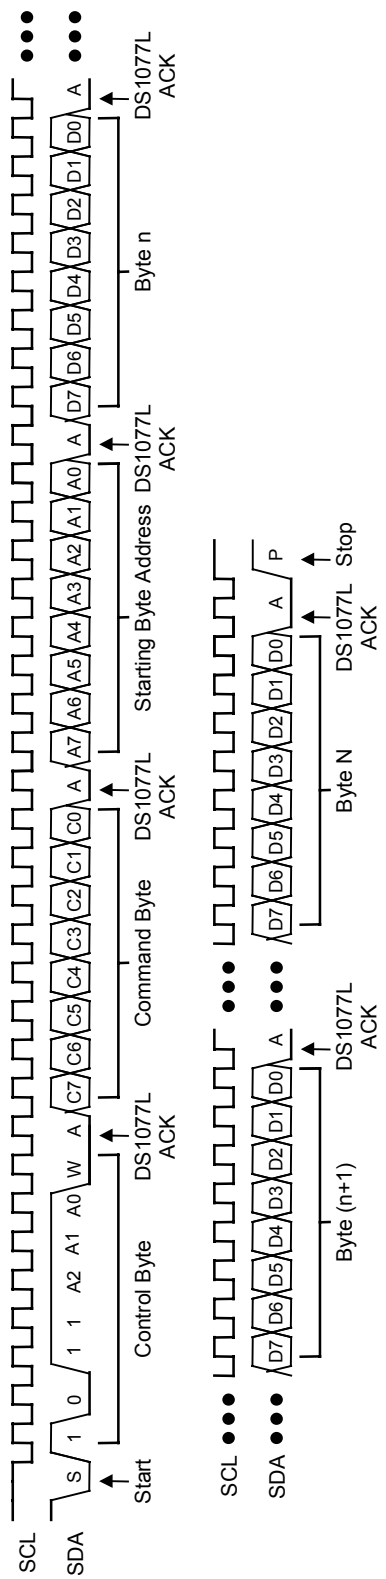 SCL
SDA S 1 0 1 1 A2 A1 A0 W A C7 C6 C5 C4 C3 C2 C1 C0 A A7 A6 A5 A4 A3 A2 A1 A0 A D7 D6 D5 D4 D3 D2 D1 D0 A
Start Control Byte DS1077L ACK Command Byte DS1077L ACK Starting Byte Address DS1077L ACK Byte n DS1077L ACK
SCL
SDA D7 D6 D5 D4 D3 D2 D1 D0 A D7 D6 D5 D4 D3 D2 D1 D0 A P
Byte (n+1) DS1077L ACK Byte N DS1077L ACK Stop